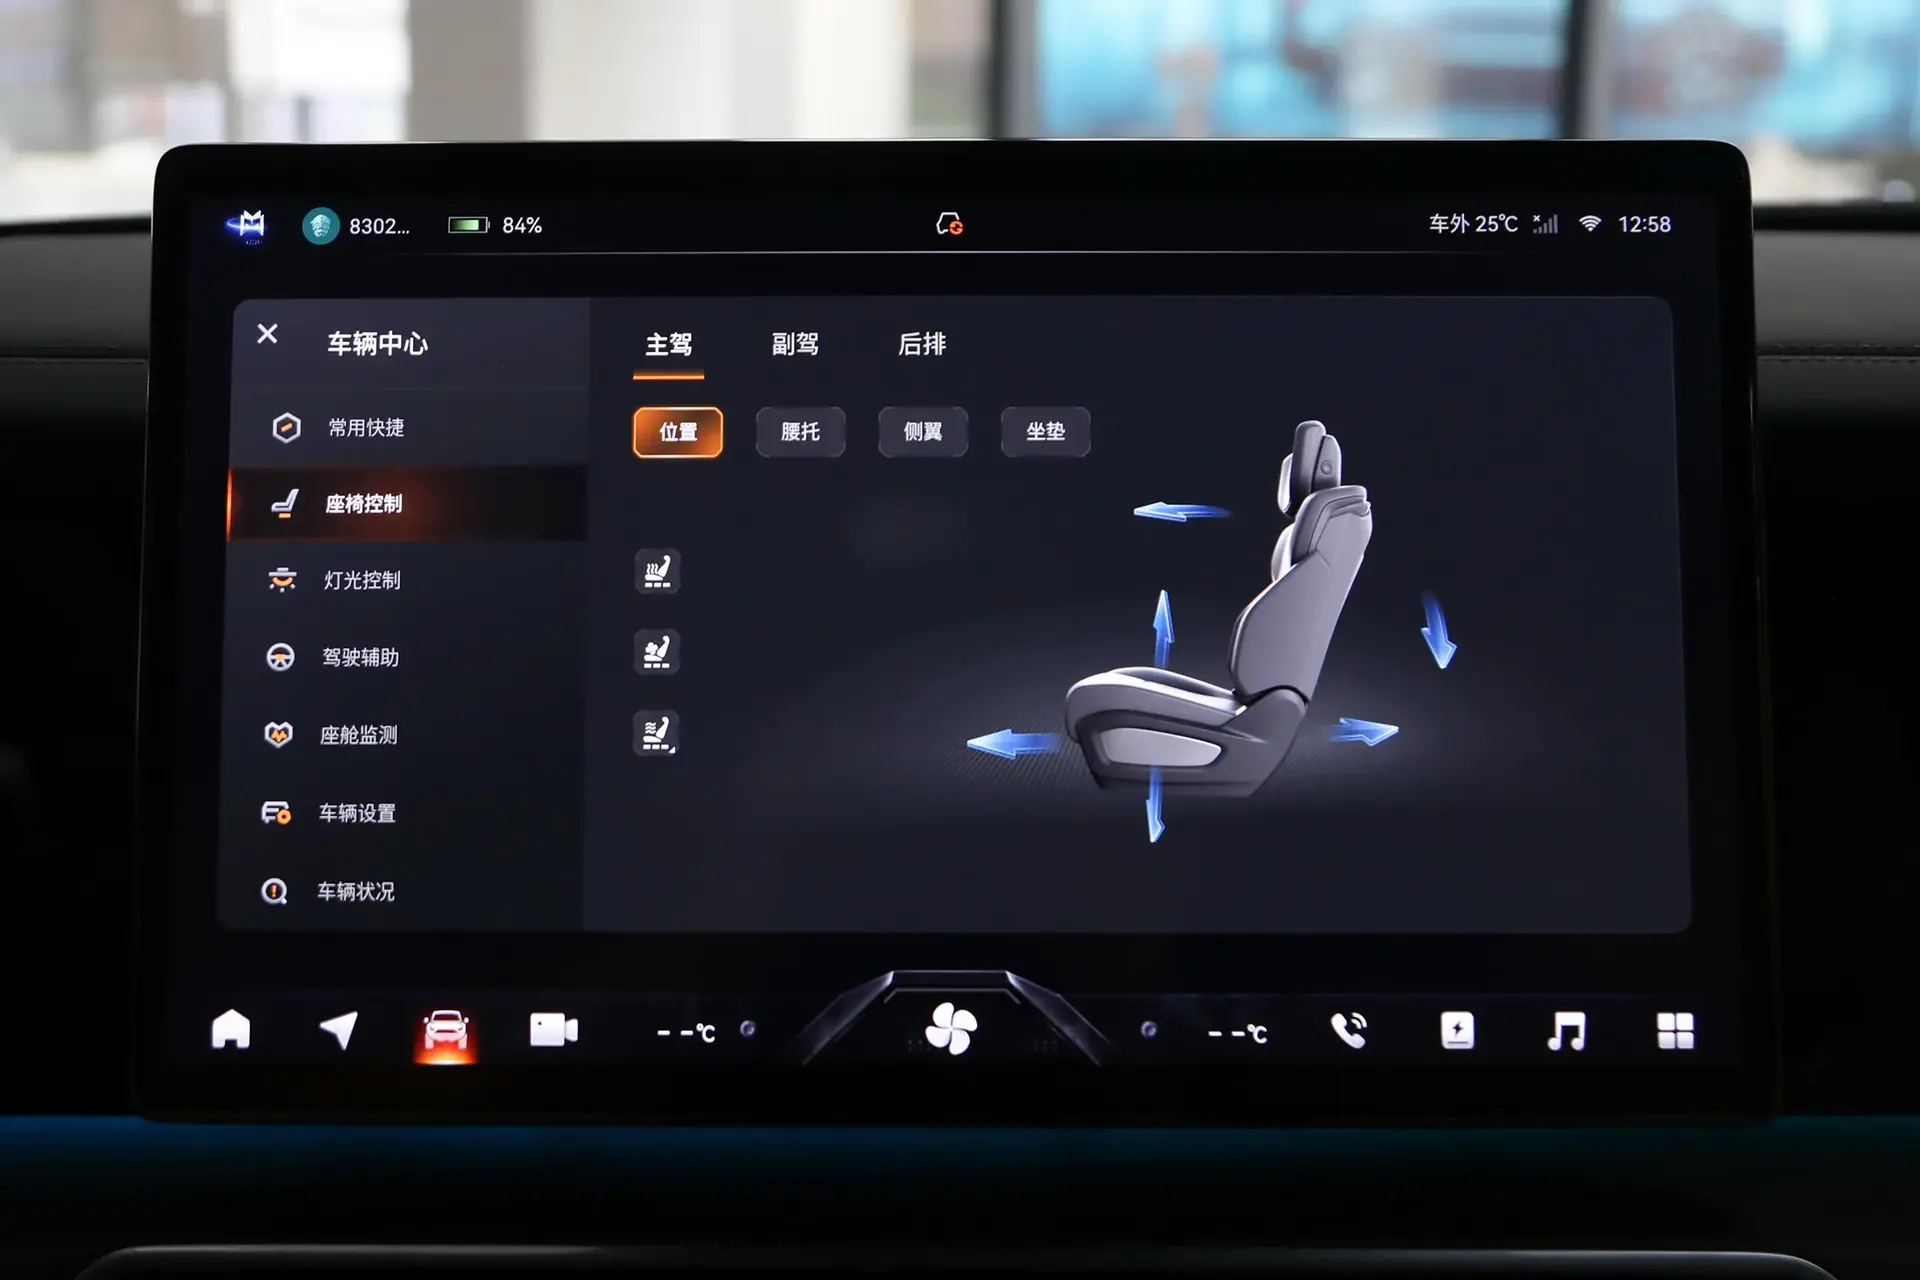 8302... 84% 车外 25℃ 12:58
车辆中心
常用快捷
座椅控制
灯光控制
驾驶辅助
座舱监测
车辆设置
车辆状况
主驾 副驾 后排
位置 腰托 侧翼 坐垫
--℃ --℃